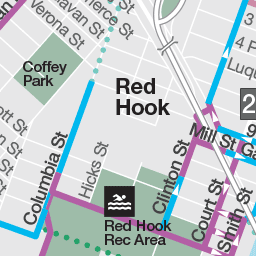 Verona St
Coffey
Park
Red
Hook
2
Mill St
Columbia St
Hicks St
Clinton St
Court St
Smith St
Red Hook
Rec Area